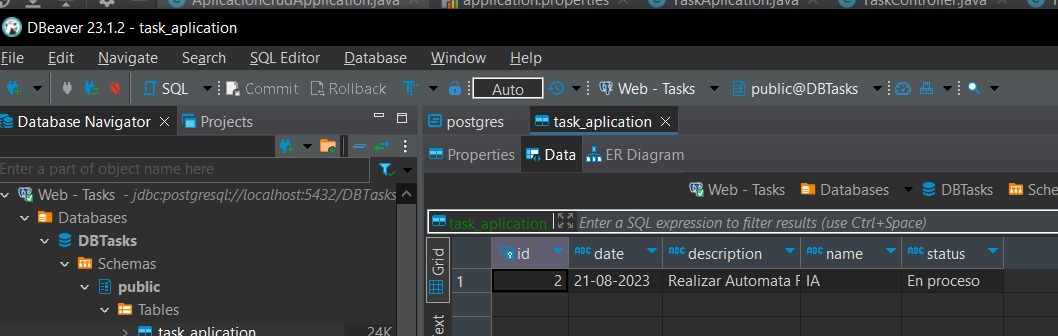 AplicacionCrudApplication.java application.properties TaskApplication.java TaskController.java
DBeaver 23.1.2 - task_aplication
File Edit Navigate Search SQL Editor Database Window Help
SQL Commit Rollback Auto Web - Tasks public@DBTasks
Database Navigator Projects
postgres task_aplication
Properties Data ER Diagram
Enter a part of object name here
Web - Tasks Databases DBTasks Sche
Web - Tasks - jdbc:postgresql://localhost:5432/DBTasks
Databases
DBTasks
Schemas
public
Tables
task_aplication 24K
task_aplication Enter a SQL expression to filter results (use Ctrl+Space)
Grid
Text
id date description name status
1 2 21-08-2023 Realizar Automata F IA En proceso